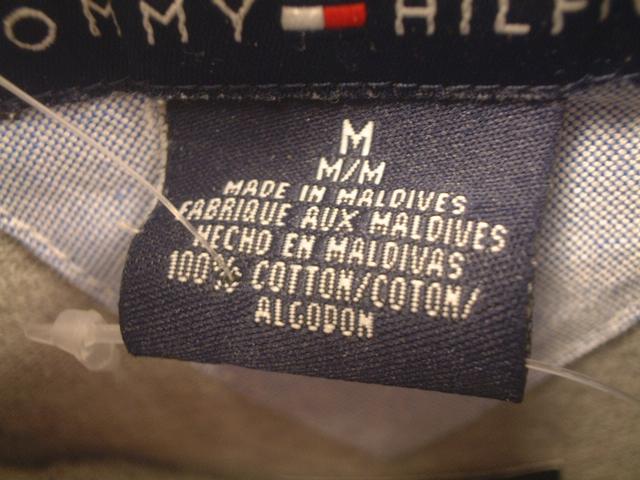 OMMY HILFI
M
M/M
MADE IN MALDIVES
FABRIQUE AUX MALDIVES
HECHO EN MALDIVAS
100% COTTON/COTON/
ALGODON